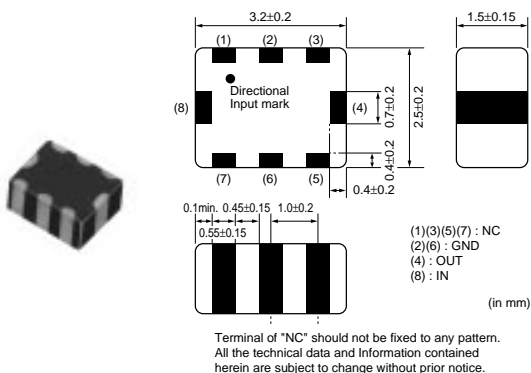 3.2±0.2
1.5±0.15
(1) (2) (3)
Directional
Input mark
(8)
(4)
0.7±0.2
2.5±0.2
0.4±0.2
(7) (6) (5)
0.4±0.2
0.1min. 0.45±0.15 1.0±0.2
0.55±0.15
(1)(3)(5)(7) : NC
(2)(6) : GND
(4) : OUT
(8) : IN
(in mm)
Terminal of "NC" should not be fixed to any pattern.
All the technical data and Information contained
herein are subject to change without prior notice.